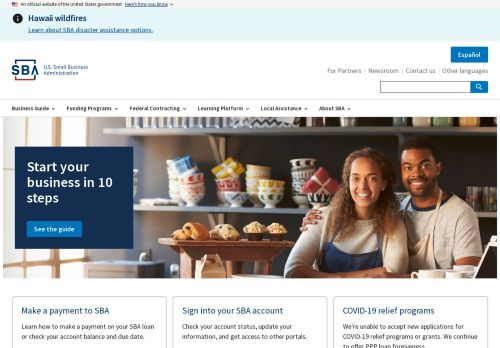 An official website of the United States government Here's how you know
Hawaii wildfires
Learn about SBA disaster assistance options.
Español
SBA
U.S. Small Business
Administration
For Partners Newsroom Contact us Other languages
Business Guide Funding Programs Federal Contracting Learning Platform Local Assistance About SBA
Start your
business in 10
steps
See the guide
Make a payment to SBA
Learn how to make a payment on your SBA loan
or check your account balance and due date.
Sign into your SBA account
Check your account status, update your
information, and get access to other portals.
COVID-19 relief programs
We're unable to accept new applications for
COVID-19 relief programs or grants. We
continue to offer PPP loan forgiveness